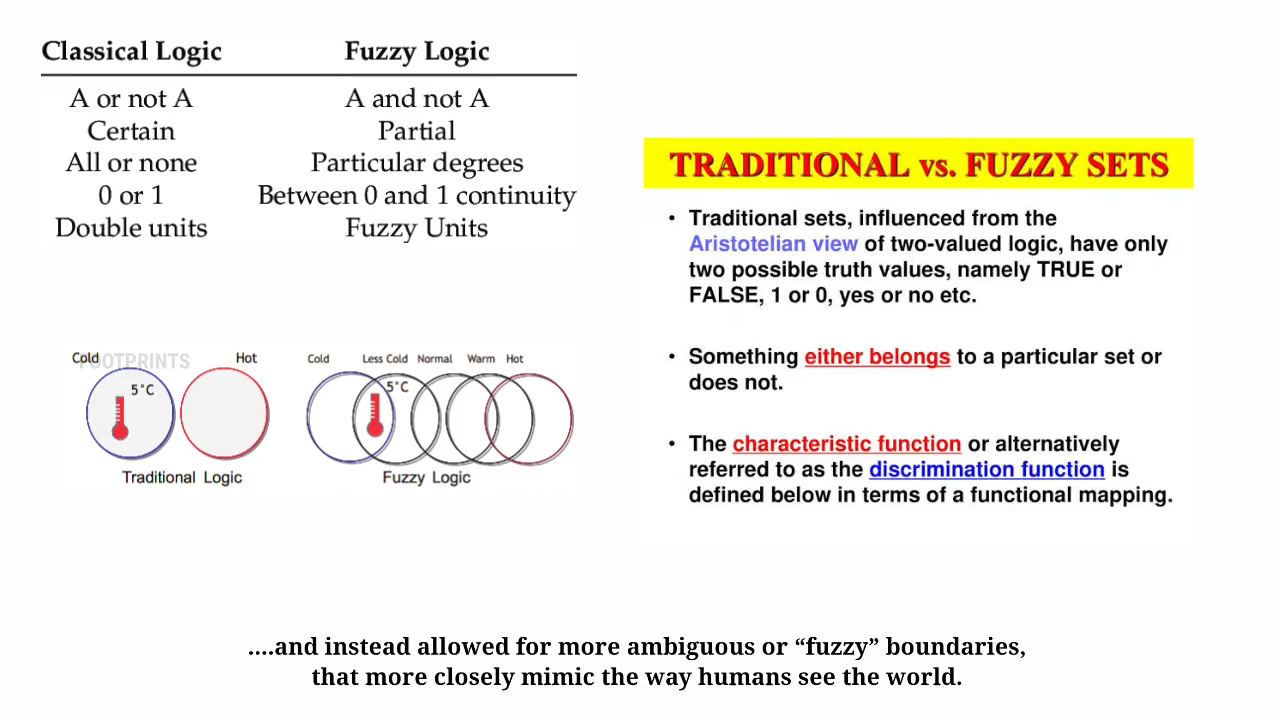 Classical Logic Fuzzy Logic
A or not A A and not A
Certain Partial
All or none Particular degrees
0 or 1 Between 0 and 1 continuity
Double units Fuzzy Units
TRADITIONAL vs. FUZZY SETS
• Traditional sets, influenced from the
Aristotelian view of two-valued logic, have only
two possible truth values, namely TRUE or
FALSE, 1 or 0, yes or no etc.
• Something either belongs to a particular set or
does not.
• The characteristic function or alternatively
referred to as the discrimination function is
defined below in terms of a functional mapping.
Cold Hot
FOOTPRINTS
5°C
Traditional Logic
Cold Less Cold Normal Warm Hot
5°C
Fuzzy Logic
....and instead allowed for more ambiguous or “fuzzy” boundaries,
that more closely mimic the way humans see the world.